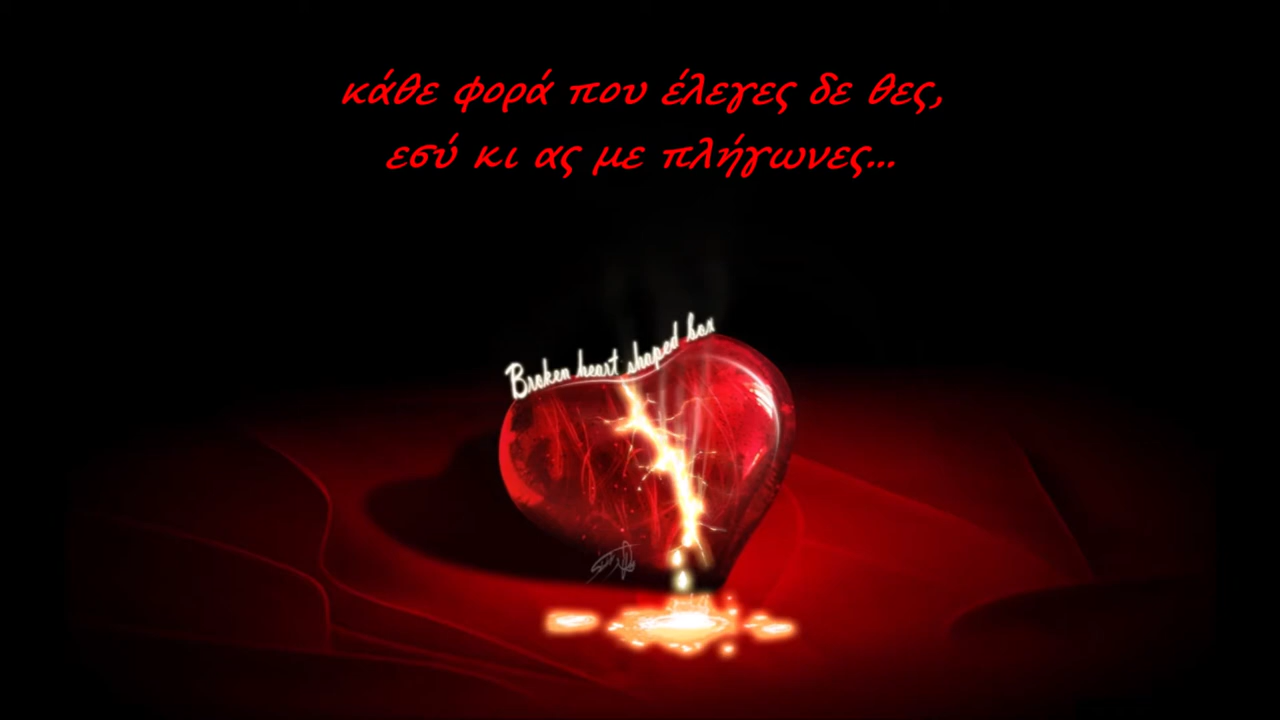 κάθε φορά που έλεγες δε θες,
εσύ κι ας με πλήγωνες...
Broken heart shaped box